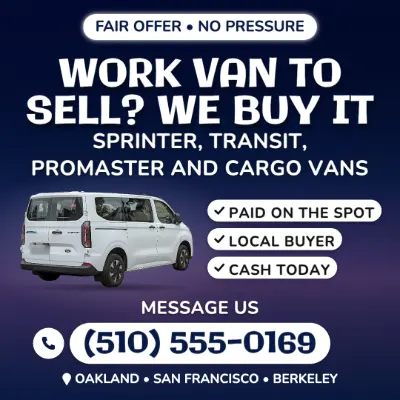 FAIR OFFER • NO PRESSURE
WORK VAN TO
SELL? WE BUY IT
SPRINTER, TRANSIT,
PROMASTER AND CARGO VANS
PAID ON THE SPOT
LOCAL BUYER
CASH TODAY
MESSAGE US
(510) 555-0169
OAKLAND • SAN FRANCISCO • BERKELEY